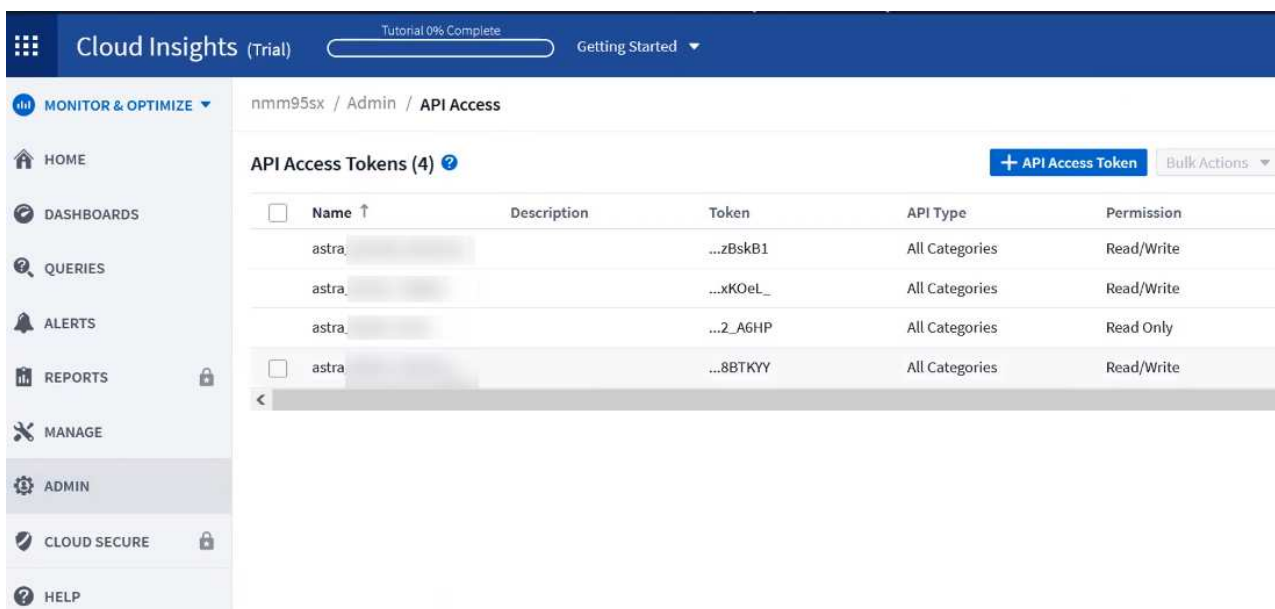 Cloud Insights (Trial)
Tutorial 0% Complete
Getting Started
MONITOR & OPTIMIZE
nmm95sx / Admin / API Access
HOME
API Access Tokens (4)
+ API Access Token
Bulk Actions
DASHBOARDS
Name ↑ Description Token API Type Permission
astra_ ...zBskB1 All Categories Read/Write
QUERIES
astra_ ...xKOeL_ All Categories Read/Write
ALERTS
astra_ ...2_A6HP All Categories Read Only
REPORTS
astra ...8BTKYY All Categories Read/Write
MANAGE
ADMIN
CLOUD SECURE
HELP